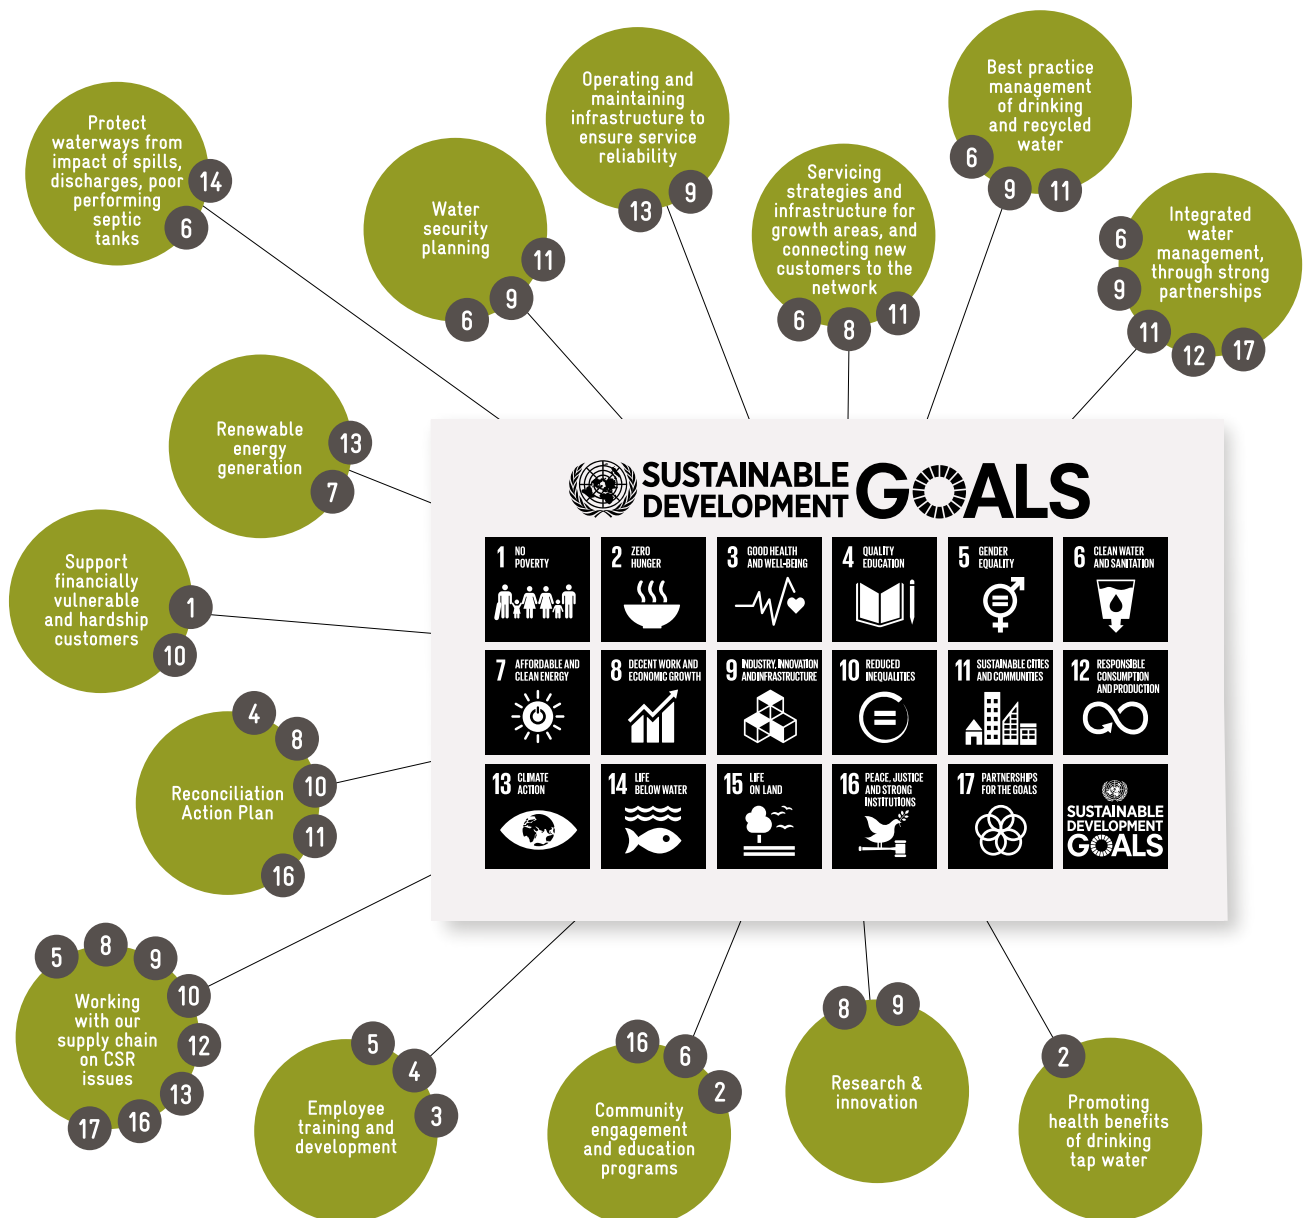 Protect
waterways from
impact of spills,
discharges, poor
performing
septic
tanks
14
6
Water
security
planning
11
9
6
Operating and
maintaining
infrastructure to
ensure service
reliability
9
13
Servicing
strategies and
infrastructure for
growth areas, and
connecting new
customers to the
network
6
8
11
Best practice
management
of drinking
and recycled
water
6
9
11
Integrated
water
management,
through strong
partnerships
6
9
11
12
17
Renewable
energy
generation
13
7
Support
financially
vulnerable
and hardship
customers
1
10
Reconciliation
Action Plan
4
8
10
11
16
Working
with our
supply chain
on CSR
issues
5
8
9
10
12
13
16
17
Employee
training and
development
5
4
3
Community
engagement
and education
programs
16
6
2
Research &
innovation
8
9
Promoting
health benefits
of drinking
tap water
2
SUSTAINABLE
DEVELOPMENT
GOALS
1 NO
POVERTY
2 ZERO
HUNGER
3 GOOD HEALTH
AND WELL-BEING
4 QUALITY
EDUCATION
5 GENDER
EQUALITY
6 CLEAN WATER
AND SANITATION
7 AFFORDABLE AND
CLEAN ENERGY
8 DECENT WORK AND
ECONOMIC GROWTH
9 INDUSTRY, INNOVATION
AND INFRASTRUCTURE
10 REDUCED
INEQUALITIES
11 SUSTAINABLE CITIES
AND COMMUNITIES
12 RESPONSIBLE
CONSUMPTION
AND PRODUCTION
13 CLIMATE
ACTION
14 LIFE
BELOW WATER
15 LIFE
ON LAND
16 PEACE, JUSTICE
AND STRONG
INSTITUTIONS
17 PARTNERSHIPS
FOR THE GOALS
SUSTAINABLE
DEVELOPMENT
GOALS